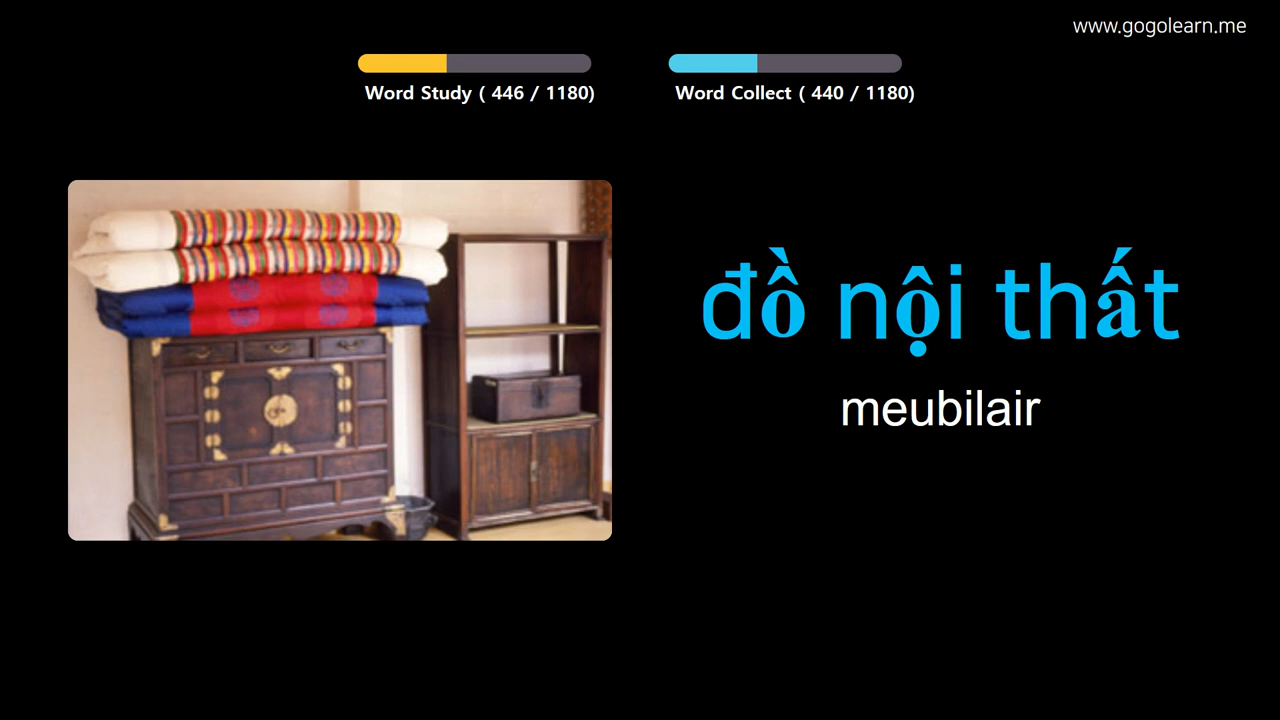 www.gogolearn.me
Word Study ( 446 / 1180)
Word Collect ( 440 / 1180)
đồ nội thất
meubilair